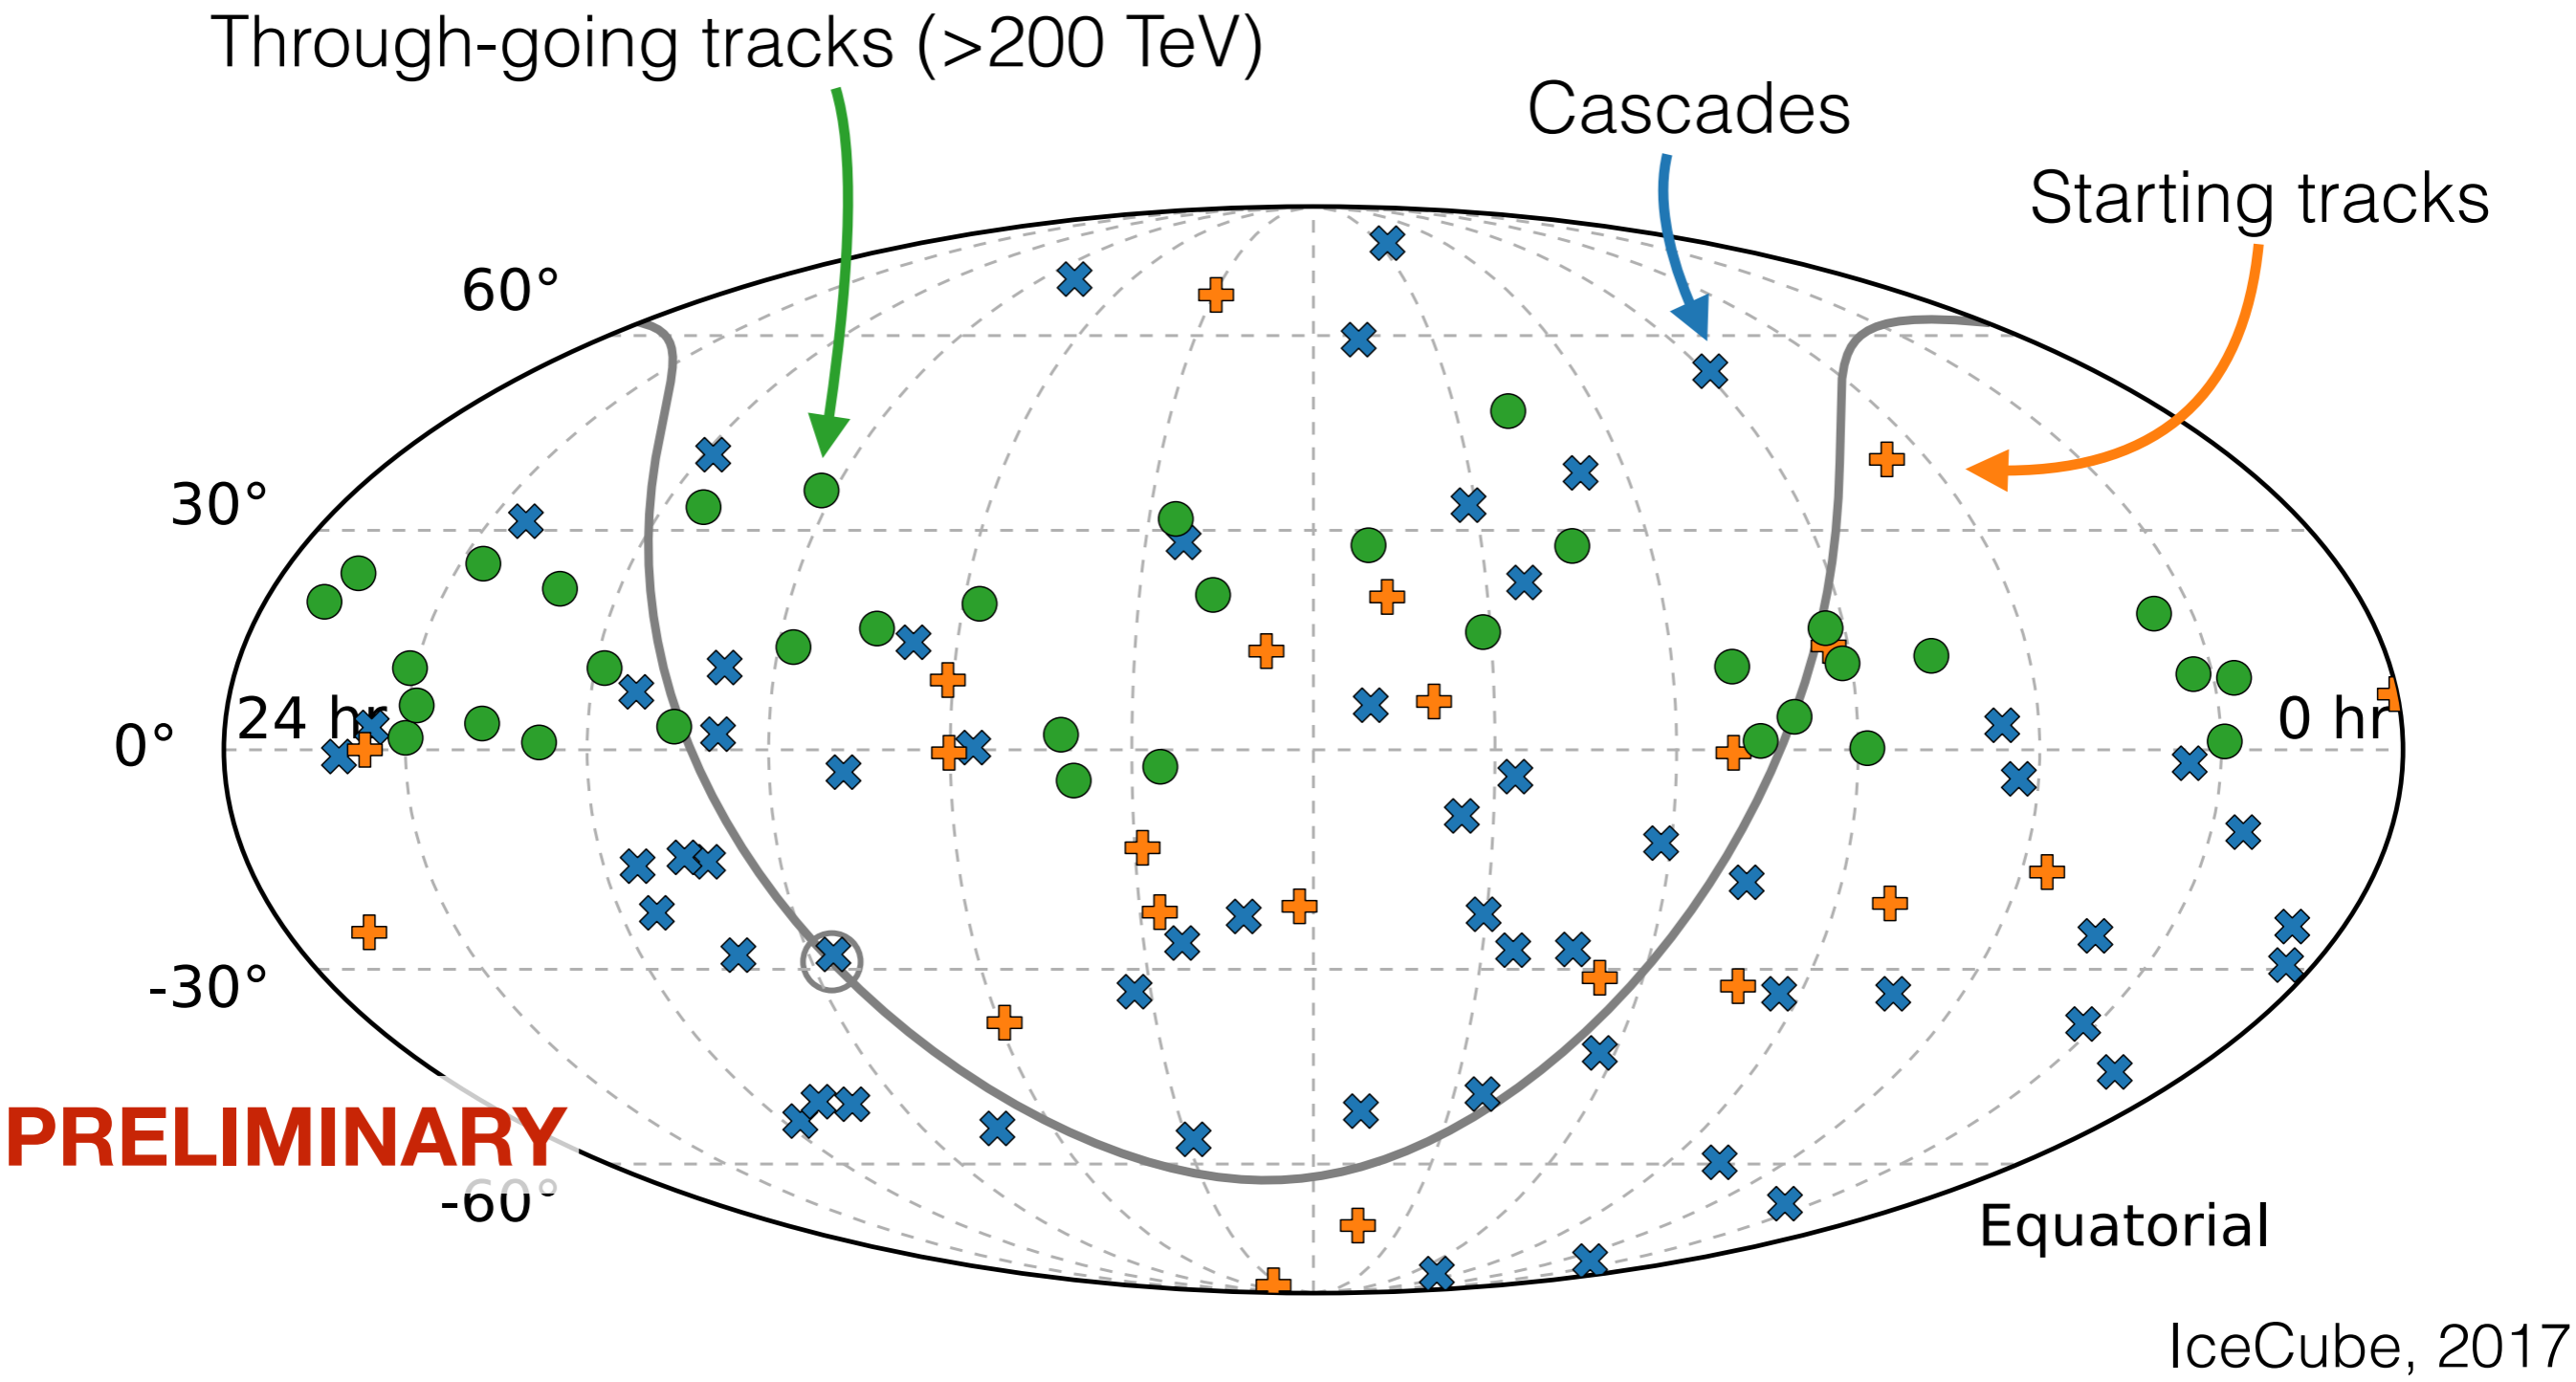 Through-going tracks (>200 TeV)
Cascades
Starting tracks
60°
30°
24 hr
0 hr
0°
-30°
PRELIMINARY
-60°
Equatorial
IceCube, 2017